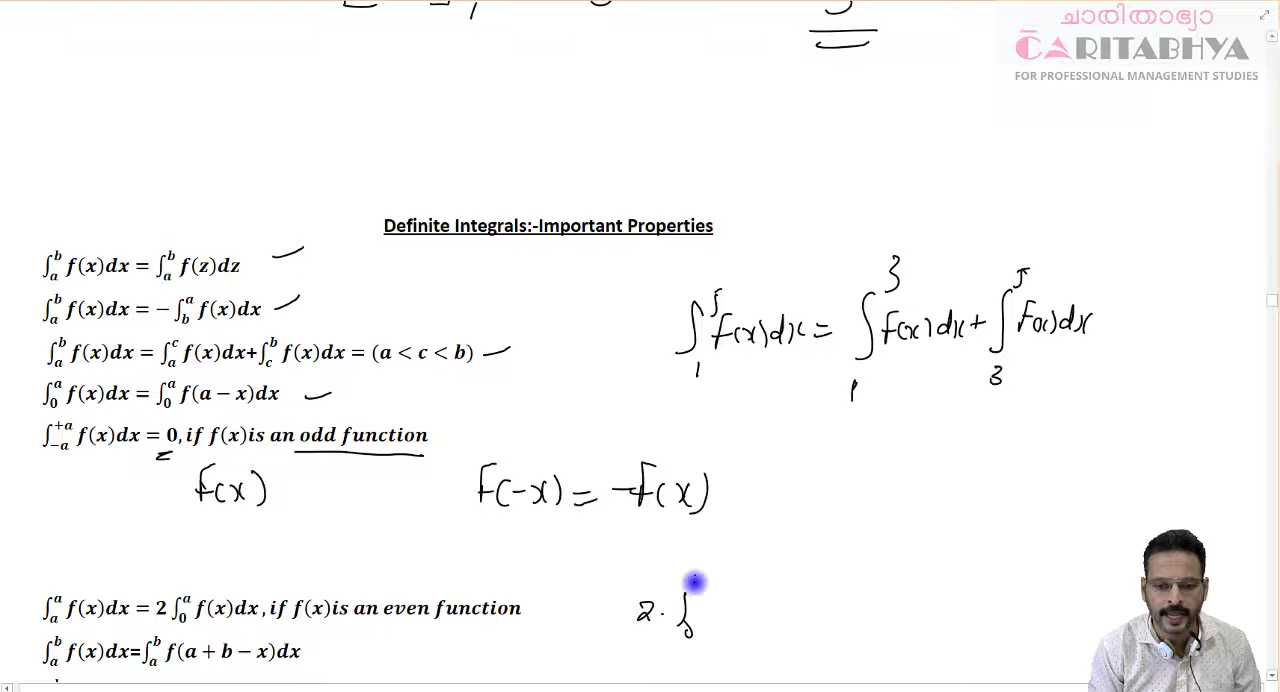 ചാരിതാഭ്യാ
CARITABHYA
FOR PROFESSIONAL MANAGEMENT STUDIES
Definite Integrals:-Important Properties
∫_a^b f(x)dx = ∫_a^b f(z)dz
∫_a^b f(x)dx = − ∫_b^a f(x)dx
∫_a^b f(x)dx = ∫_a^c f(x)dx+∫_c^b f(x)dx = (a < c < b)
∫_1^5 f(x)dx = ∫_1^3 f(x)dx + ∫_3^5 f(x)dx
∫_0^a f(x)dx = ∫_0^a f(a − x)dx
∫_{−a}^{+a} f(x)dx = 0, if f(x)is an odd function
f(x) f(-x) = -f(x)
∫_a^a f(x)dx = 2 ∫_0^a f(x)dx, if f(x)is an even function
2. ∫_0
∫_a^b f(x)dx=∫_a^b f(a + b − x)dx